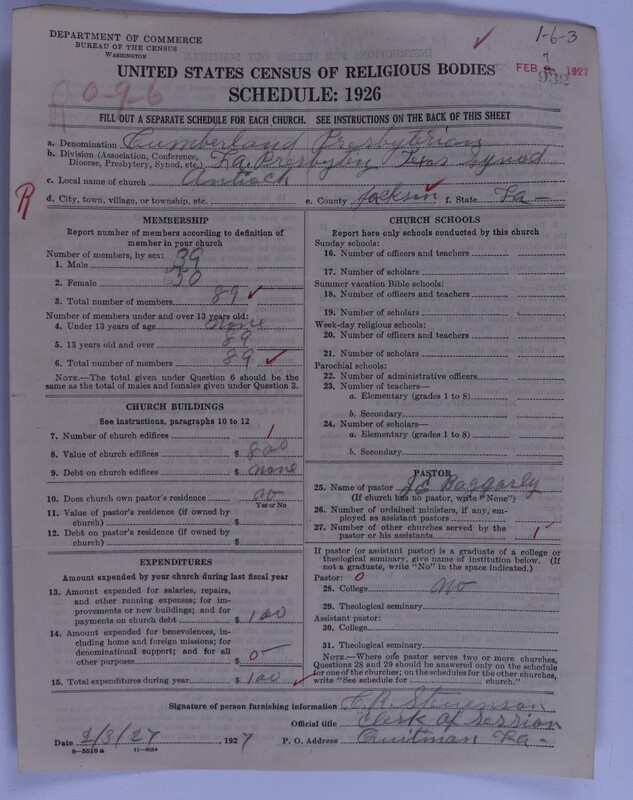 DEPARTMENT OF COMMERCE
BUREAU OF THE CENSUS
WASHINGTON
1-6-3
UNITED STATES CENSUS OF RELIGIOUS BODIES
FEB 7 1927
932
SCHEDULE: 1926
R 0-9-6
FILL OUT A SEPARATE SCHEDULE FOR EACH CHURCH. SEE INSTRUCTIONS ON THE BACK OF THIS SHEET
a. Denomination Cumberland Presbyterian
b. Division (Association, Conference, Diocese, Presbytery, Synod, etc.) La. Presbyby Texas Synod
c. Local name of church Antioch
R
d. City, town, village, or township, etc. e. County Jackson f. State La -
MEMBERSHIP
Report number of members according to definition of member in your church
Number of members, by sex:
1. Male 39
2. Female 50
3. Total number of members 89
Number of members under and over 13 years old:
4. Under 13 years of age none
5. 13 years old and over 89
6. Total number of members 89
NOTE.—The total given under Question 6 should be the same as the total of males and females given under Question 3.
CHURCH BUILDINGS
See instructions, paragraphs 10 to 12
7. Number of church edifices 1
8. Value of church edifices $ 800
9. Debt on church edifices $ none
10. Does church own pastor's residence no
Yes or No
11. Value of pastor's residence (if owned by church) $
12. Debt on pastor's residence (if owned by church) $
EXPENDITURES
Amount expended by your church during last fiscal year
13. Amount expended for salaries, repairs, and other running expenses; for improvements or new buildings; and for payments on church debt $ 100
14. Amount expended for benevolences, including home and foreign missions; for denominational support; and for all other purposes $ 0-
15. Total expenditures during year $ 100
CHURCH SCHOOLS
Report here only schools conducted by this church
Sunday schools:
16. Number of officers and teachers
17. Number of scholars
Summer vacation Bible schools:
18. Number of officers and teachers
19. Number of scholars
Week-day religious schools:
20. Number of officers and teachers
21. Number of scholars
Parochial schools:
22. Number of administrative officers
23. Number of teachers—
a. Elementary (grades 1 to 8)
b. Secondary
24. Number of scholars—
a. Elementary (grades 1 to 8)
b. Secondary
PASTOR
25. Name of pastor J E Baggarly
(If church has no pastor, write "None")
26. Number of ordained ministers, if any, employed as assistant pastors
27. Number of other churches served by the pastor or his assistants 1
If pastor (or assistant pastor) is a graduate of a college or theological seminary, give name of institution below. (If not a graduate, write "No" in the space indicated.)
Pastor: 0
28. College no
29. Theological seminary
Assistant pastor:
30. College
31. Theological seminary
NOTE.—Where one pastor serves two or more churches, Questions 28 and 29 should be answered only on the schedule for one of the churches; on the schedules for the other churches, write "See schedule for church."
Signature of person furnishing information Stevenson
Official title Clerk of Session
Date 2/3/27, 1927 P. O. Address Quitman La -
8-5518a 11-9034